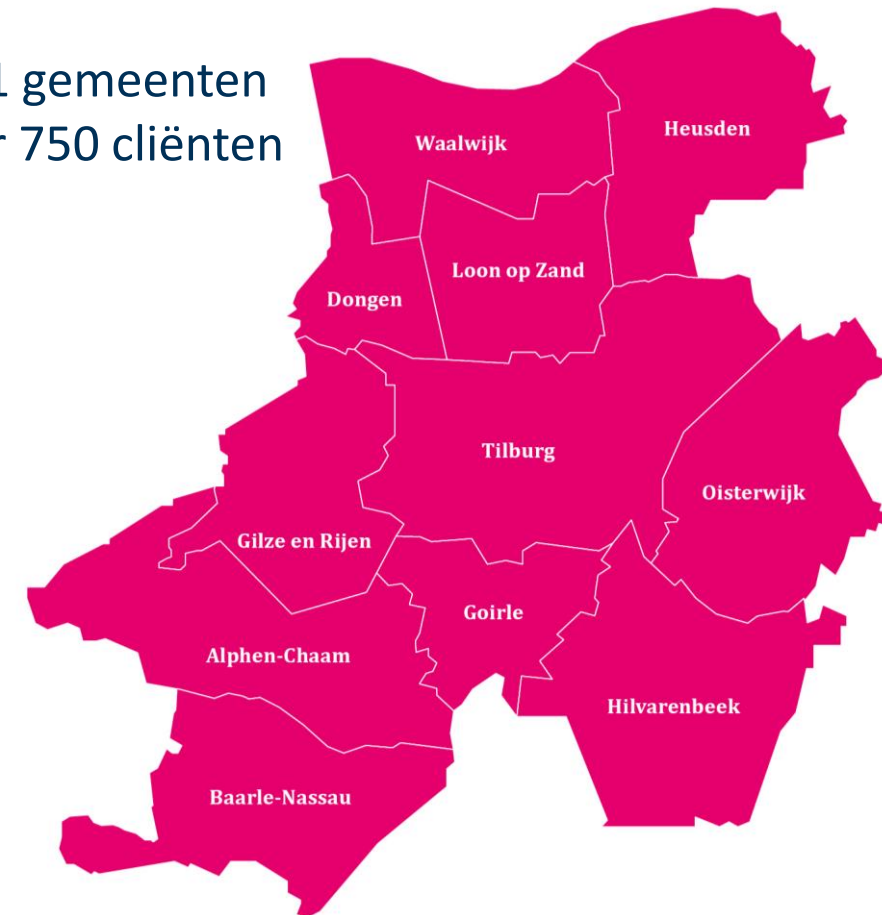 1 gemeenten
r 750 cliënten
Heusden
Waalwijk
Loon op Zand
Dongen
Tilburg
Oisterwijk
Gilze en Rijen
Goirle
Alphen-Chaam
Hilvarenbeek
Baarle-Nassau